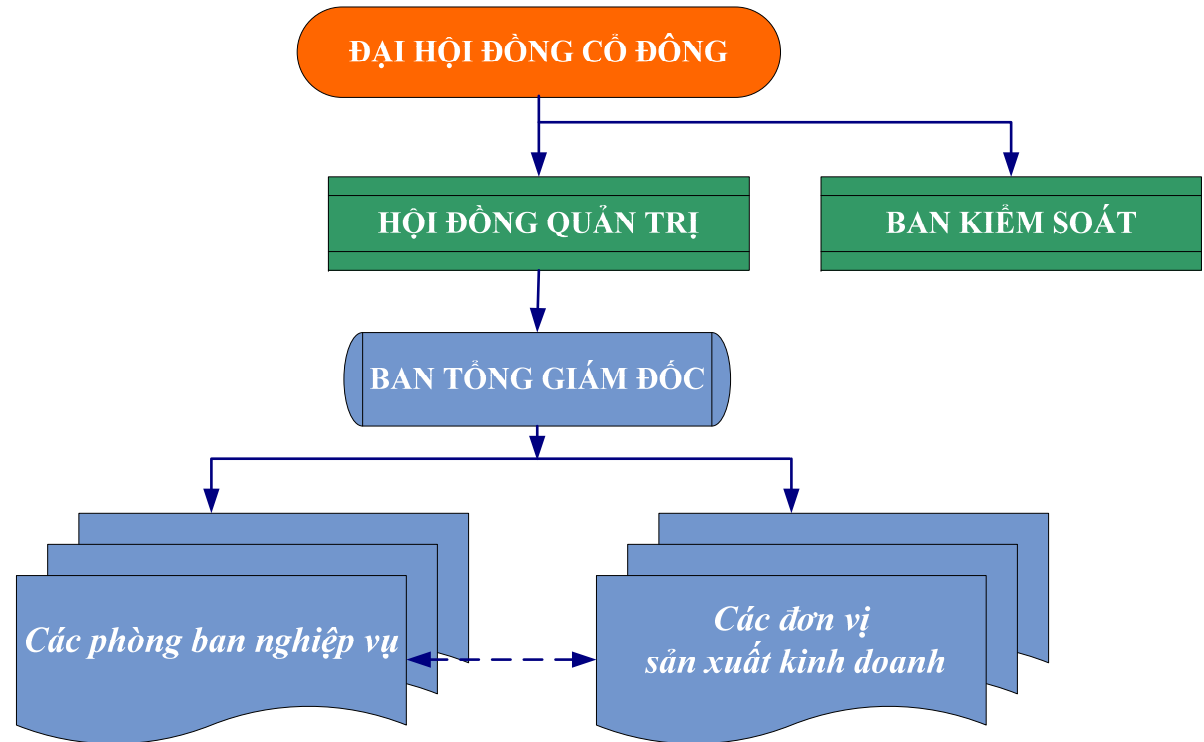 ĐẠI HỘI ĐỒNG CỔ ĐÔNG
HỘI ĐỒNG QUẢN TRỊ
BAN KIỂM SOÁT
BAN TỔNG GIÁM ĐỐC
Các phòng ban nghiệp vụ
Các đơn vị
sản xuất kinh doanh